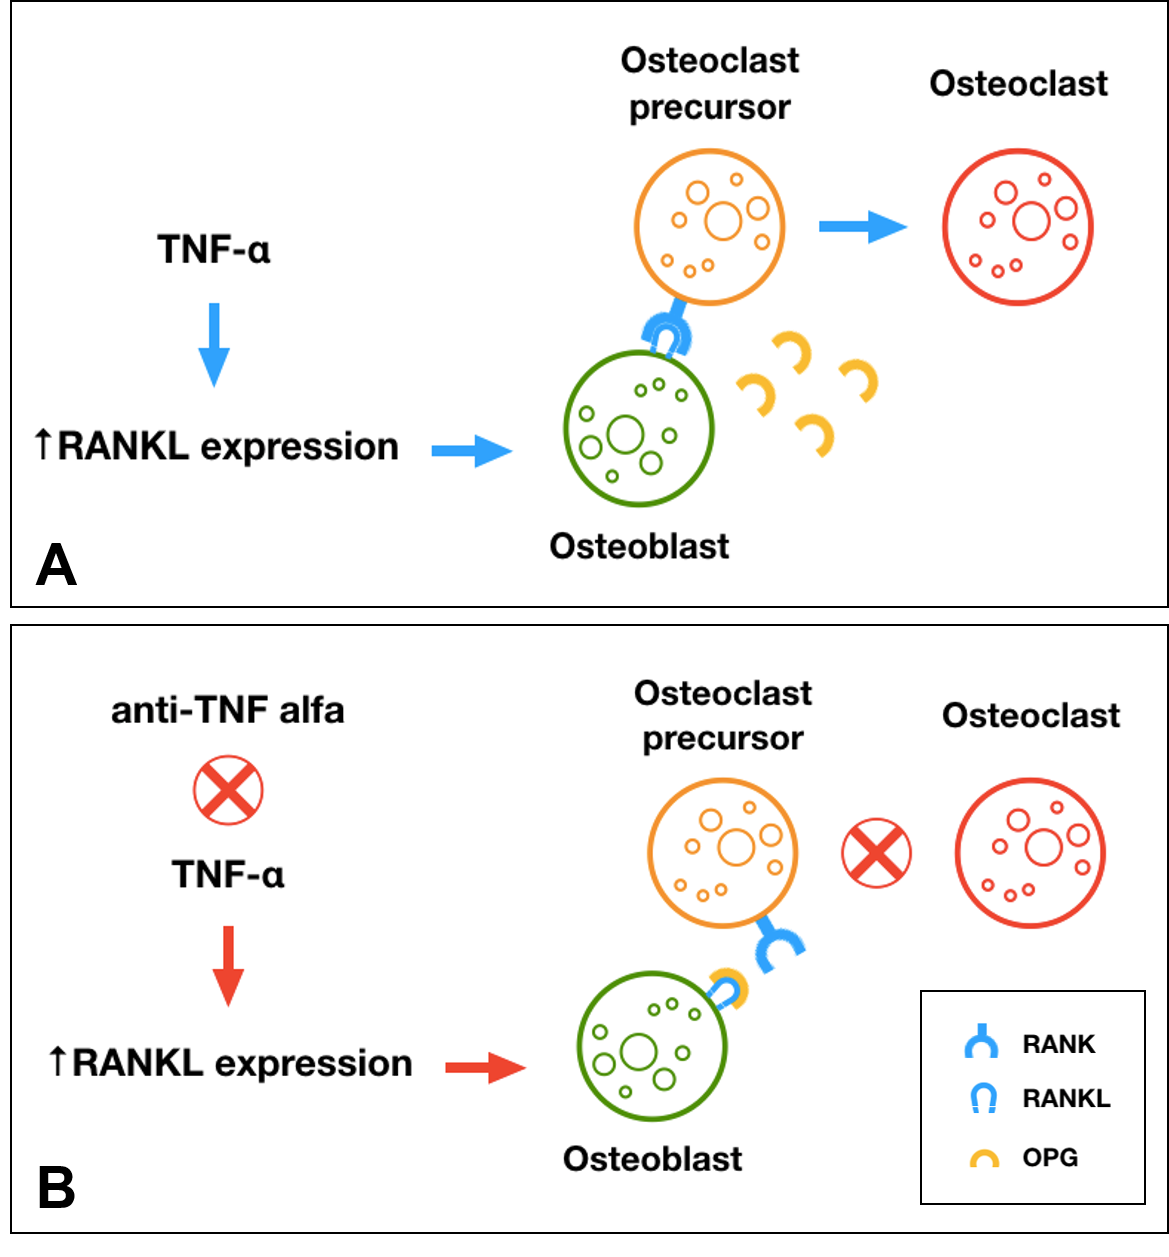 Osteoclast
precursor
Osteoclast
TNF-α
↑RANKL expression
Osteoblast
A
anti-TNF alfa
Osteoclast
precursor
Osteoclast
TNF-α
↑RANKL expression
Osteoblast
RANK
RANKL
OPG
B